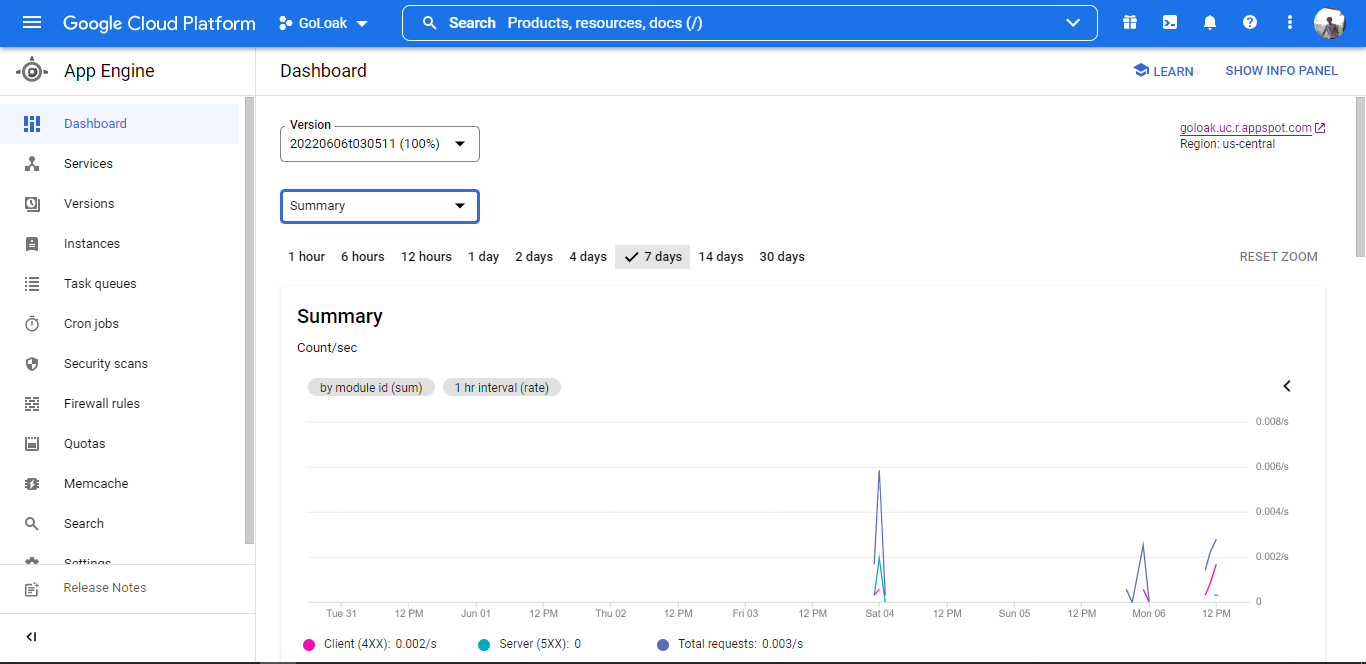 Google Cloud Platform
GoLoak
Search Products, resources, docs (/)
App Engine
Dashboard
LEARN
SHOW INFO PANEL
Dashboard
Services
Versions
Instances
Task queues
Cron jobs
Security scans
Firewall rules
Quotas
Memcache
Search
Settings
Release Notes
Version
20220606t030511 (100%)
goloak.uc.r.appspot.com
Region: us-central
Summary
1 hour 6 hours 12 hours 1 day 2 days 4 days 7 days 14 days 30 days
RESET ZOOM
Summary
Count/sec
by module id (sum) 1 hr interval (rate)
0.008/s
0.006/s
0.004/s
0.002/s
0
Tue 31 12 PM Jun 01 12 PM Thu 02 12 PM Fri 03 12 PM Sat 04 12 PM Sun 05 12 PM Mon 06 12 PM
Client (4XX): 0.002/s Server (5XX): 0 Total requests: 0.003/s